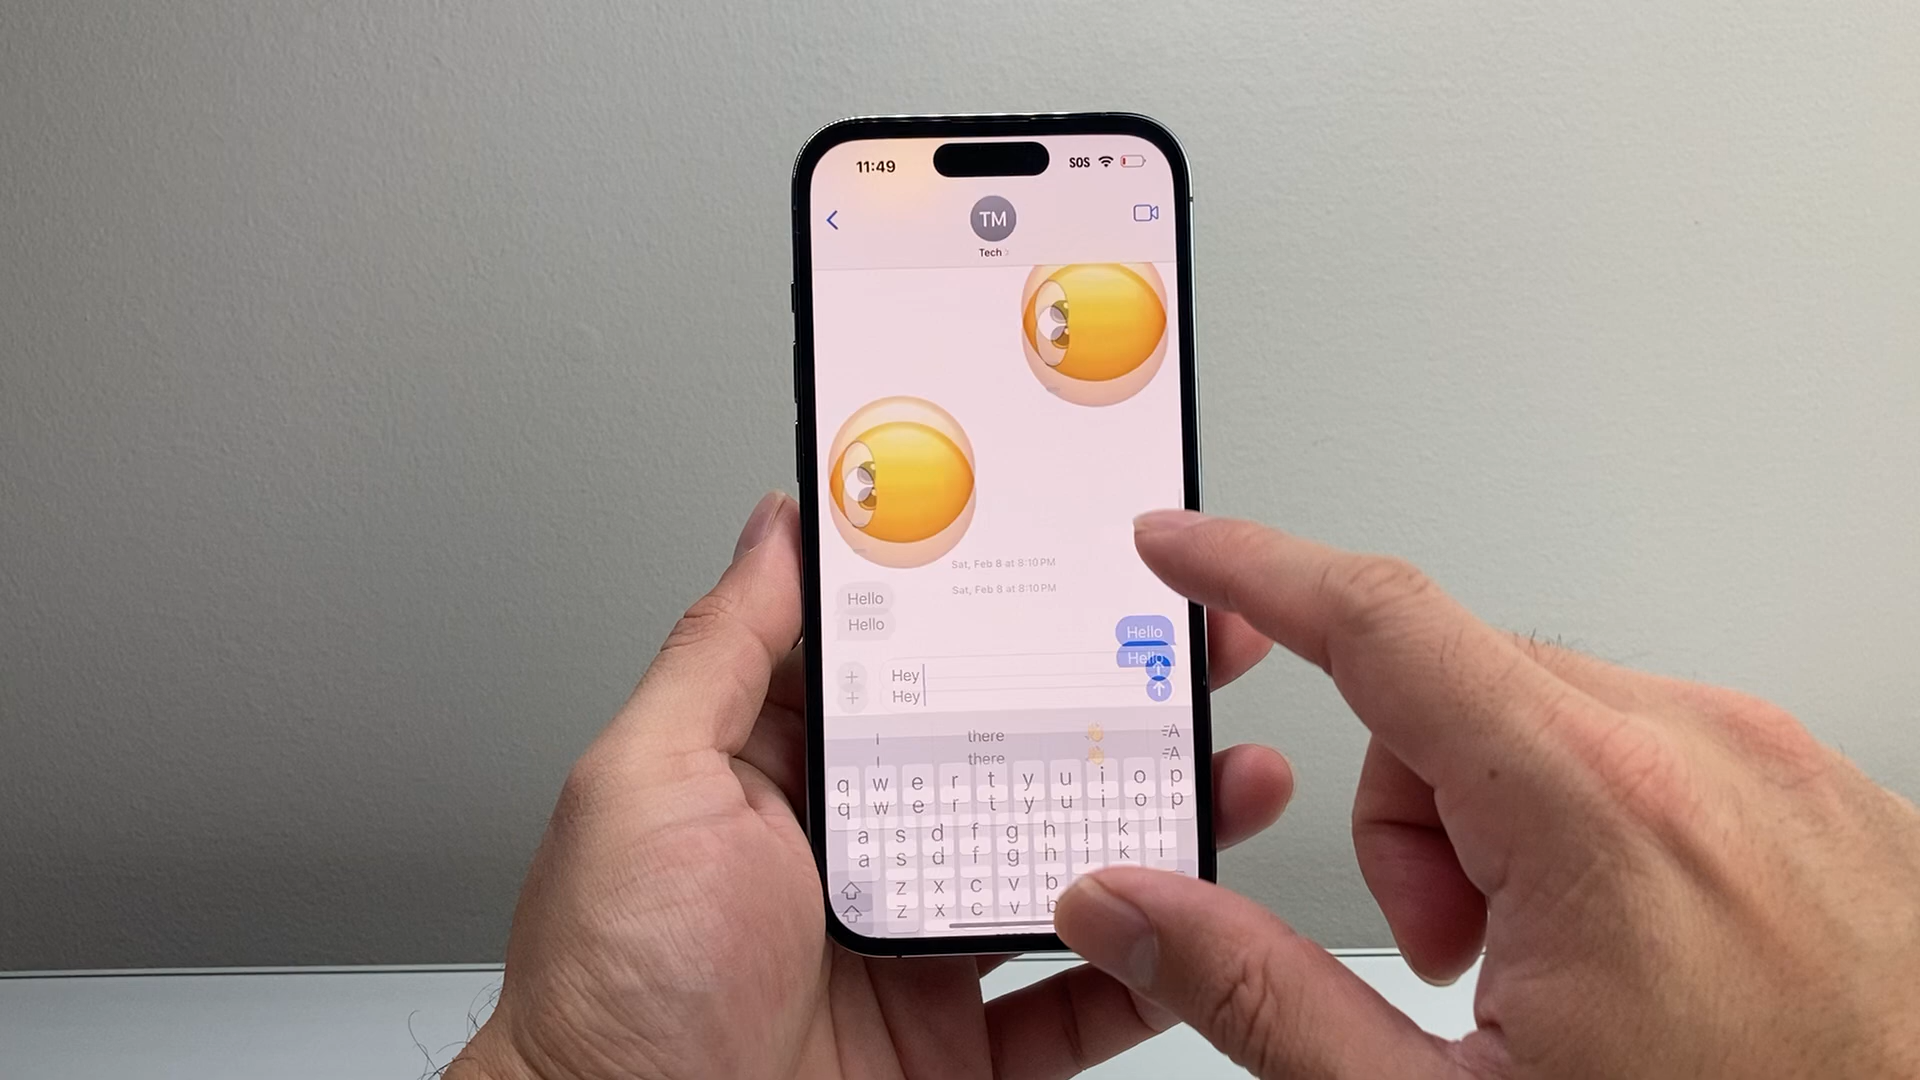 11:49 SOS
TM
Tech
Sat, Feb 8 at 8:10 PM
Sat, Feb 8 at 8:10 PM
Hello
Hello
Hello
Hello
Hey
Hey
I there A
I there A
q w e r t y u i o p
q w e r t y u i o p
a s d f g h j k l
a s d f g h j k l
z x c v b
z x c v b